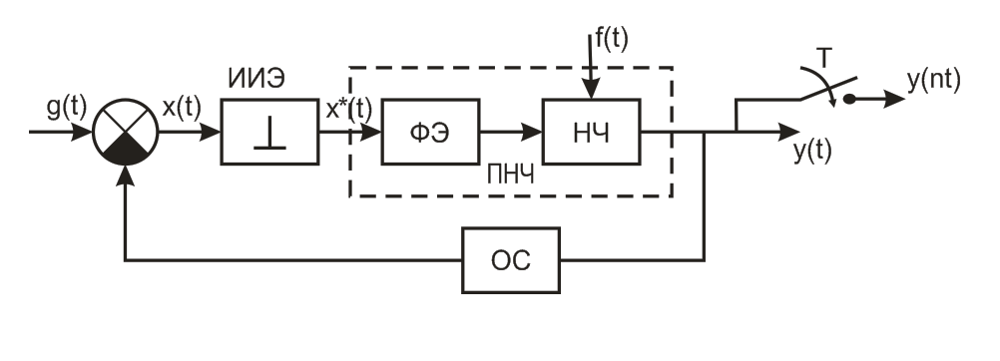 g(t)
x(t)
ИИЭ
x*(t)
ФЭ
f(t)
НЧ
ПНЧ
T
y(nt)
y(t)
ОС